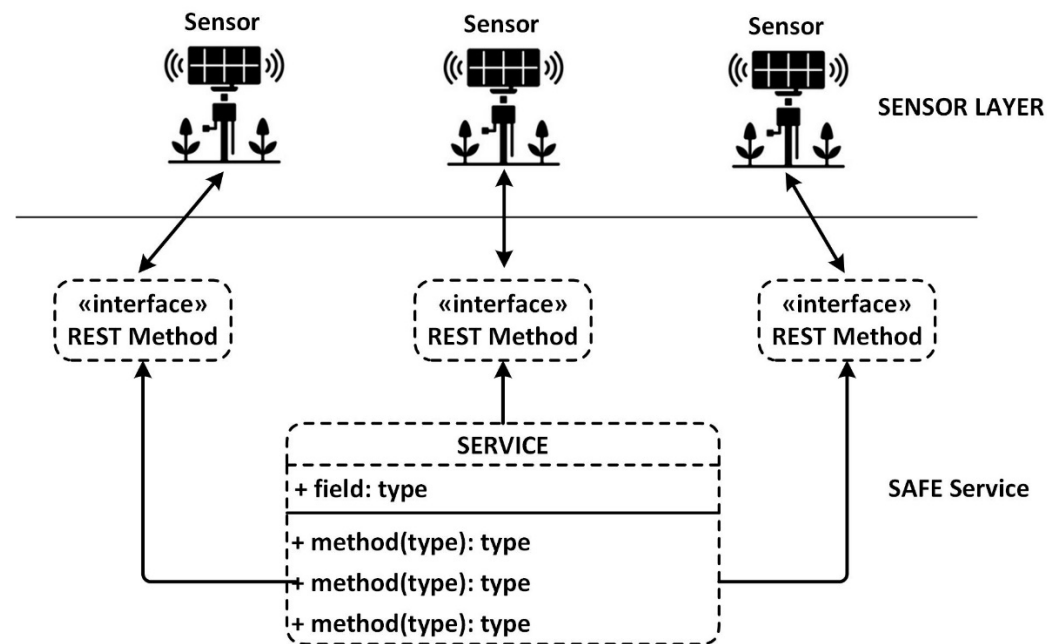 Sensor
Sensor
Sensor
SENSOR LAYER
«interface»
REST Method
«interface»
REST Method
«interface»
REST Method
SERVICE
+ field: type
SAFE Service
+ method(type): type
+ method(type): type
+ method(type): type